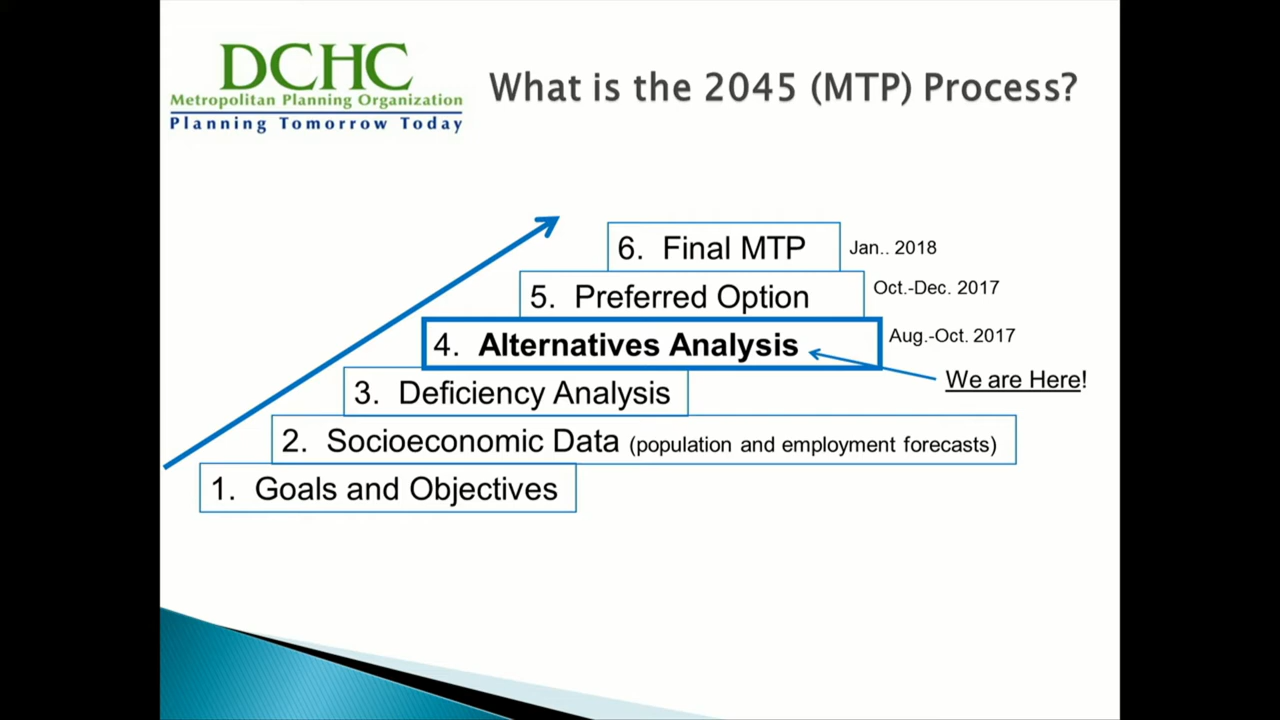 DCHC
Metropolitan Planning Organization
Planning Tomorrow Today
What is the 2045 (MTP) Process?
6. Final MTP
Jan.. 2018
5. Preferred Option
Oct.-Dec. 2017
4. Alternatives Analysis
Aug.-Oct. 2017
We are Here!
3. Deficiency Analysis
2. Socioeconomic Data (population and employment forecasts)
1. Goals and Objectives